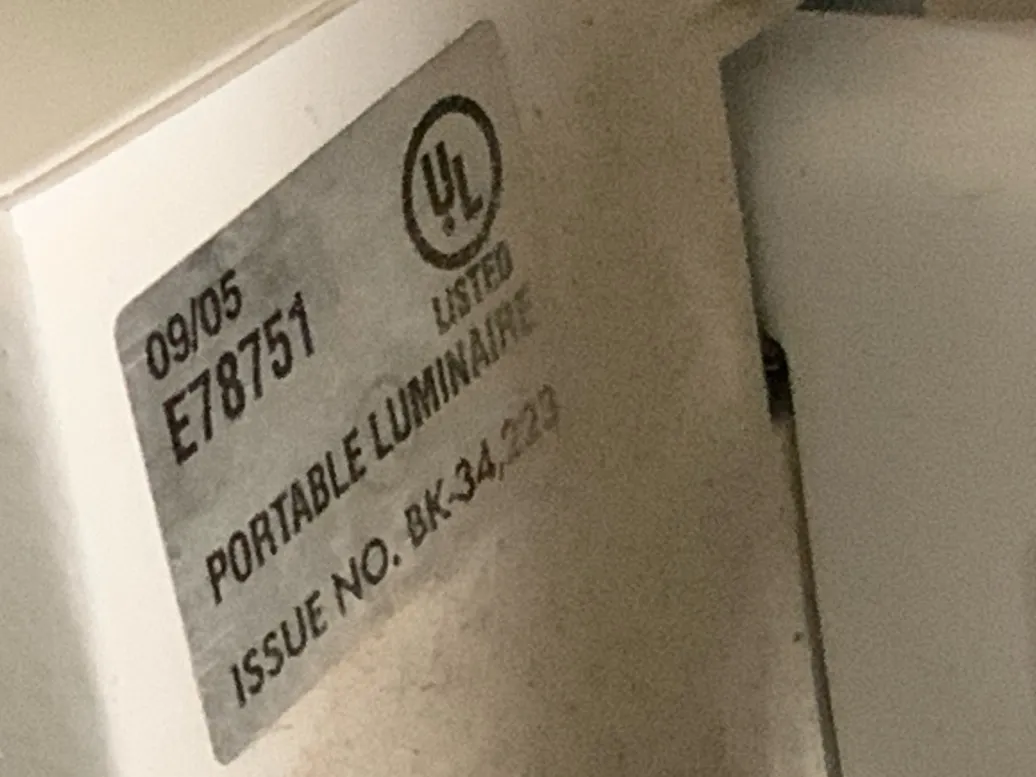 09/05
E78751
UL
LISTED
PORTABLE LUMINAIRE
ISSUE NO. BK-34,223